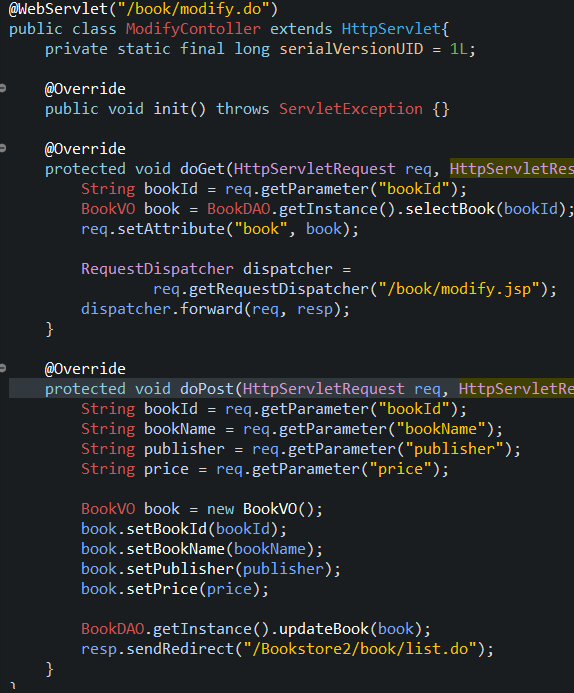 @WebServlet("/book/modify.do")
public class ModifyContoller extends HttpServlet{
private static final long serialVersionUID = 1L;
@Override
public void init() throws ServletException {}
@Override
protected void doGet(HttpServletRequest req, HttpServletRes
String bookId = req.getParameter("bookId");
BookVO book = BookDAO.getInstance().selectBook(bookId);
req.setAttribute("book", book);
RequestDispatcher dispatcher =
req.getRequestDispatcher("/book/modify.jsp");
dispatcher.forward(req, resp);
}
@Override
protected void doPost(HttpServletRequest req, HttpServletRe
String bookId = req.getParameter("bookId");
String bookName = req.getParameter("bookName");
String publisher = req.getParameter("publisher");
String price = req.getParameter("price");
BookVO book = new BookVO();
book.setBookId(bookId);
book.setBookName(bookName);
book.setPublisher(publisher);
book.setPrice(price);
BookDAO.getInstance().updateBook(book);
resp.sendRedirect("/Bookstore2/book/list.do");
}
}